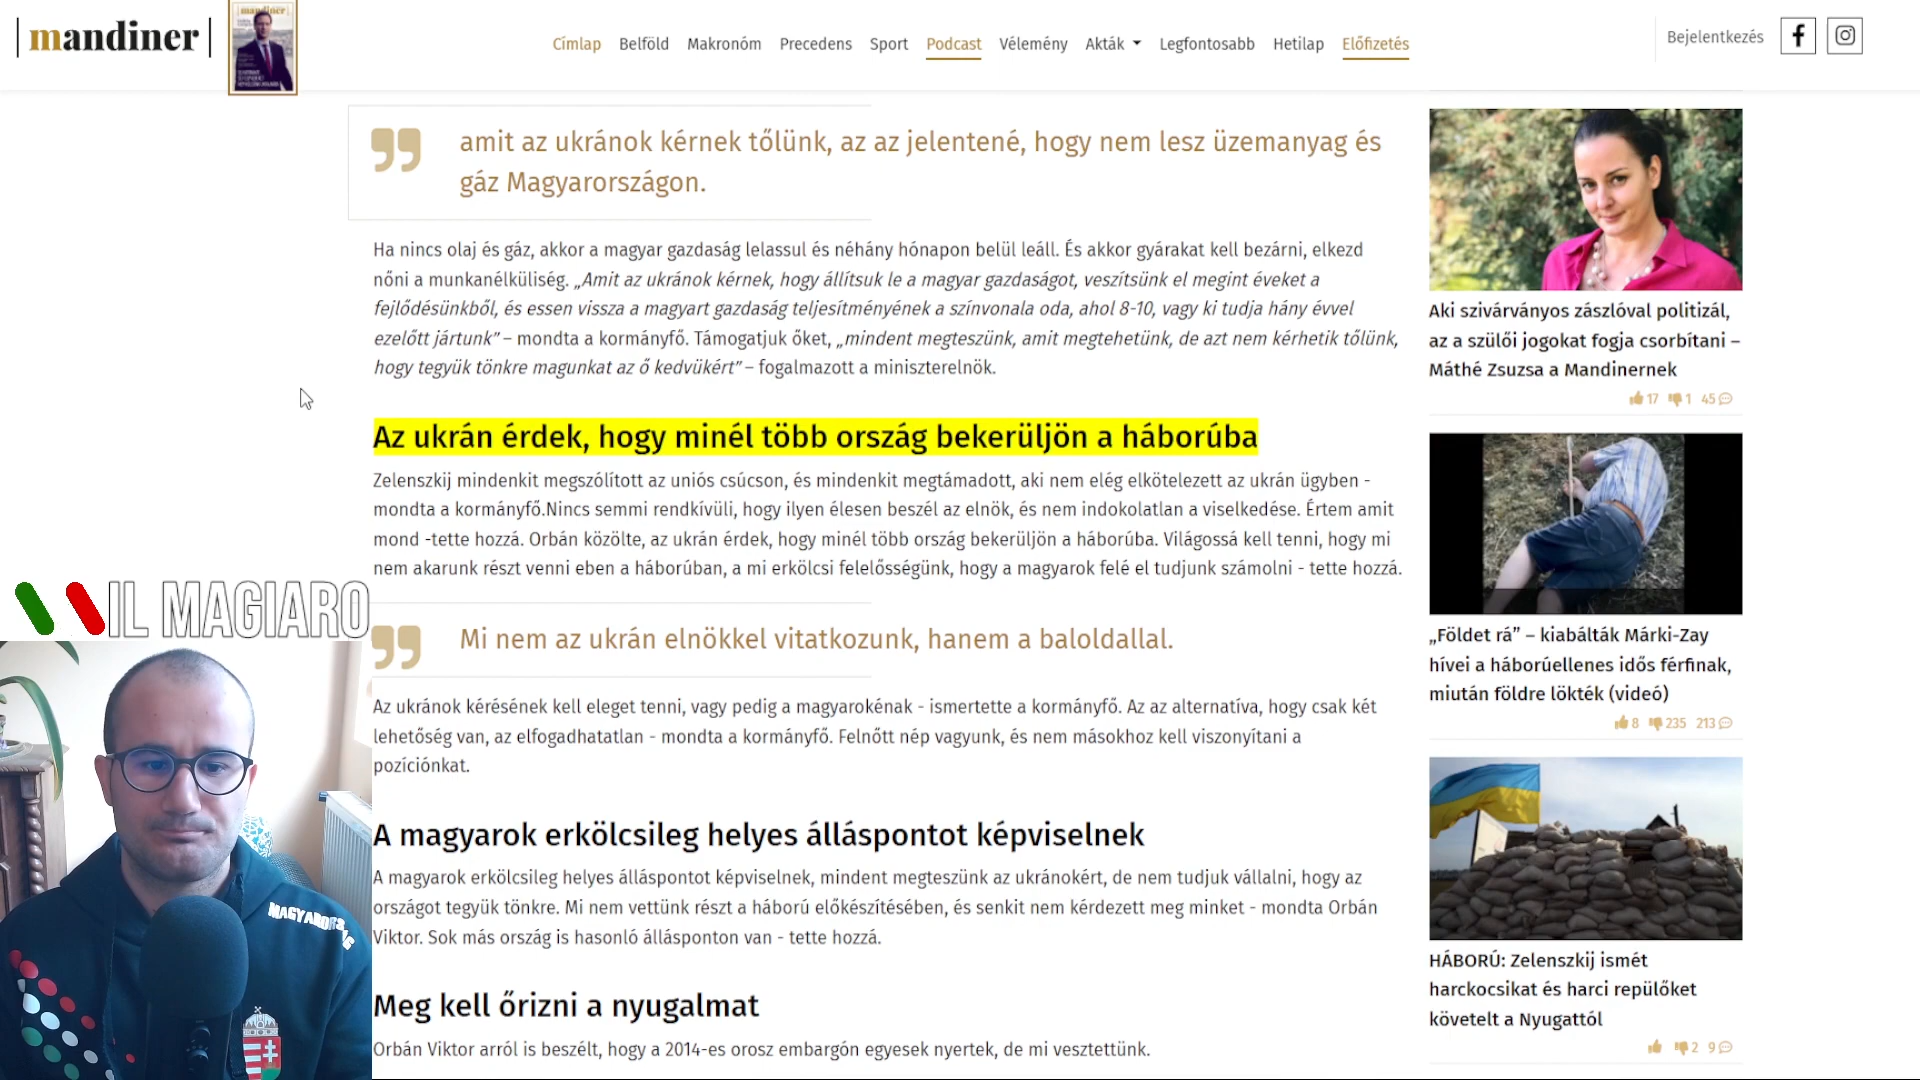 mandiner
Címlap Belföld Makronóm Precedens Sport Podcast Vélemény Akták Legfontosabb Hetilap Előfizetés
Bejelentkezés
amit az ukránok kérnek tőlünk, az az jelentené, hogy nem lesz üzemanyag és
gáz Magyarországon.
Ha nincs olaj és gáz, akkor a magyar gazdaság lelassul és néhány hónapon belül leáll. És akkor gyárakat kell bezárni, elkezd
nőni a munkanélküliség. „Amit az ukránok kérnek, hogy állítsuk le a magyar gazdaságot, veszítsünk el megint éveket a
fejlődésünkből, és essen vissza a magyart gazdaság teljesítményének a színvonala oda, ahol 8-10, vagy ki tudja hány évvel
ezelőtt jártunk” – mondta a kormányfő. Támogatjuk őket, „mindent megteszünk, amit megtehetünk, de azt nem kérhetik tőlünk,
hogy tegyük tönkre magunkat az ő kedvükért” – fogalmazott a miniszterelnök.
Az ukrán érdek, hogy minél több ország bekerüljön a háborúba
Zelenszkij mindenkit megszólított az uniós csúcson, és mindenkit megtámadott, aki nem elég elkötelezett az ukrán ügyben -
mondta a kormányfő.Nincs semmi rendkívüli, hogy ilyen élesen beszél az elnök, és nem indokolatlan a viselkedése. Értem amit
mond -tette hozzá. Orbán közölte, az ukrán érdek, hogy minél több ország bekerüljön a háborúba. Világossá kell tenni, hogy mi
nem akarunk részt venni eben a háborúban, a mi erkölcsi felelősségünk, hogy a magyarok felé el tudjunk számolni - tette hozzá.
Mi nem az ukrán elnökkel vitatkozunk, hanem a baloldallal.
Az ukránok kérésének kell eleget tenni, vagy pedig a magyarokénak - ismertette a kormányfő. Az az alternatíva, hogy csak két
lehetőség van, az elfogadhatatlan - mondta a kormányfő. Felnőtt nép vagyunk, és nem másokhoz kell viszonyítani a
pozíciónkat.
A magyarok erkölcsileg helyes álláspontot képviselnek
A magyarok erkölcsileg helyes álláspontot képviselnek, mindent megteszünk az ukránokért, de nem tudjuk vállalni, hogy az
országot tegyük tönkre. Mi nem vettünk részt a háború előkészítésében, és senkit nem kérdezett meg minket - mondta Orbán
Viktor. Sok más ország is hasonló állásponton van - tette hozzá.
Meg kell őrizni a nyugalmat
Orbán Viktor arról is beszélt, hogy a 2014-es orosz embargón egyesek nyertek, de mi vesztettünk.
Aki szivárványos zászlóval politizál,
az a szülői jogokat fogja csorbítani –
Máthé Zsuzsa a Mandinernek
17 1 45
„Földet rá” – kiabálták Márki-Zay
hívei a háborúellenes idős férfinak,
miután földre lökték (videó)
8 235 213
HÁBORÚ: Zelenszkij ismét
harckocsikat és harci repülőket
követelt a Nyugattól
2 9
IL MAGIARO